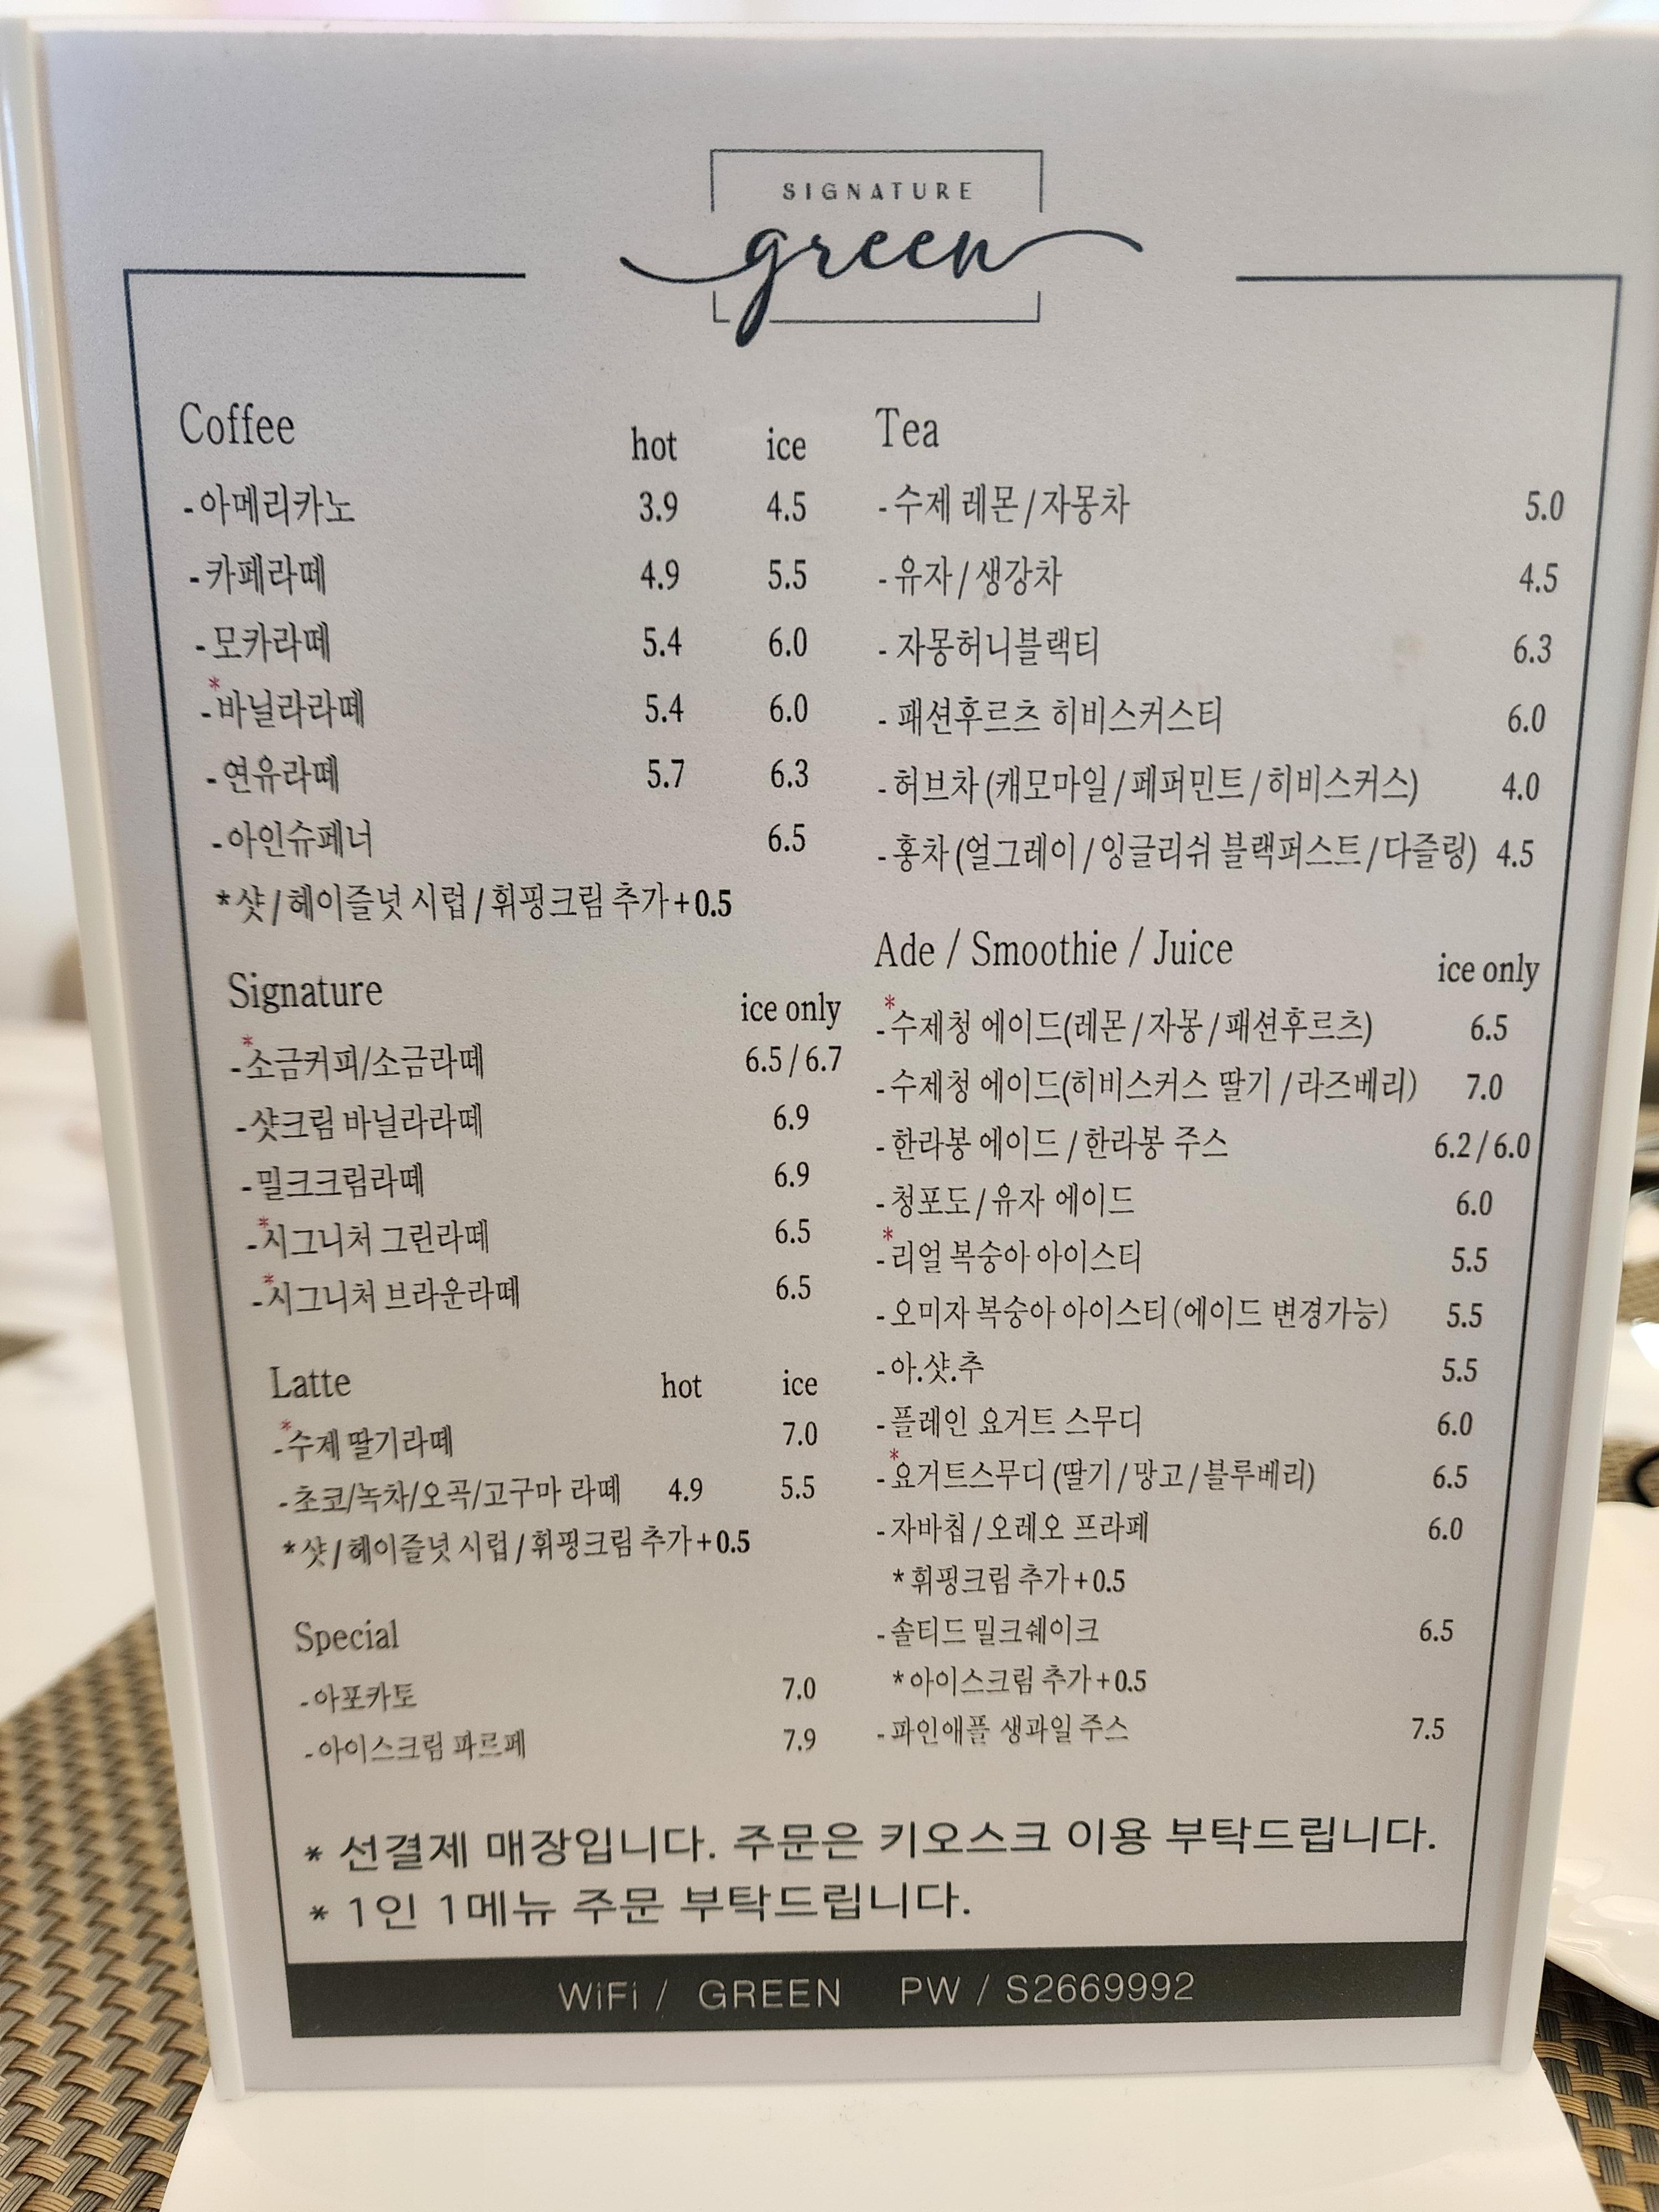 SIGNATURE
green
Coffee
hot ice
-아메리카노 3.9 4.5
-카페라떼 4.9 5.5
-모카라떼 5.4 6.0
*
-바닐라라떼 5.4 6.0
-연유라떼 5.7 6.3
-아인슈페너 6.5
*샷/헤이즐넛 시럽/휘핑크림 추가+0.5
Signature
ice only
*
-소금커피/소금라떼 6.5/6.7
-샷크림 바닐라라떼 6.9
-밀크크림라떼 6.9
*
-시그니처 그린라떼 6.5
*
-시그니처 브라운라떼 6.5
Latte hot ice
*
-수제 딸기라떼 7.0
-초코/녹차/오곡/고구마 라떼 4.9 5.5
*샷/헤이즐넛 시럽/휘핑크림 추가+0.5
Special
-아포카토 7.0
-아이스크림 파르페 7.9
Tea
-수제 레몬/자몽차 5.0
-유자/생강차 4.5
- 자몽허니블랙티 6.3
- 패션후르츠 히비스커스티 6.0
-허브차 (캐모마일/페퍼민트/히비스커스) 4.0
-홍차 (얼그레이/잉글리쉬 블랙퍼스트/다즐링) 4.5
Ade / Smoothie / Juice
ice only
*
-수제청 에이드(레몬/자몽/패션후르츠) 6.5
-수제청 에이드(히비스커스 딸기 /라즈베리) 7.0
-한라봉 에이드 / 한라봉 주스 6.2/6.0
-청포도/유자 에이드 6.0
*
-리얼 복숭아 아이스티 5.5
-오미자 복숭아 아이스티(에이드 변경가능) 5.5
-아.샷.추 5.5
-플레인 요거트 스무디 6.0
*
-요거트스무디 (딸기/망고/블루베리) 6.5
-자바칩/오레오 프라페 6.0
*휘핑크림 추가+0.5
-솔티드 밀크쉐이크 6.5
*아이스크림 추가+0.5
-파인애플 생과일 주스 7.5
* 선결제 매장입니다. 주문은 키오스크 이용 부탁드립니다.
* 1인 1메뉴 주문 부탁드립니다.
WiFi / GREEN PW / S2669992